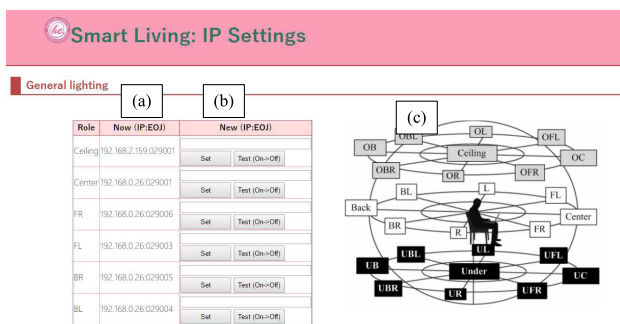 he
Smart Living: IP Settings
General lighting
(a)
(b)
(c)
Role Now (IP:EOJ) New (IP:EOJ)
Ceiling 192.168.2.159:029001 Set Test (On->Off)
Center 192.168.0.26:029001 Set Test (On->Off)
FR 192.168.0.26:029006 Set Test (On->Off)
FL 192.168.0.26:029003 Set Test (On->Off)
BR 192.168.0.26:029005 Set Test (On->Off)
BL 192.168.0.26:029004 Set Test (On->Off)
OBL OL OFL
OB Ceiling OC
OBR OR OFR
BL L FL
Back Center
BR R FR
UBL UL UFL
UB Under UC
UBR UR UFR